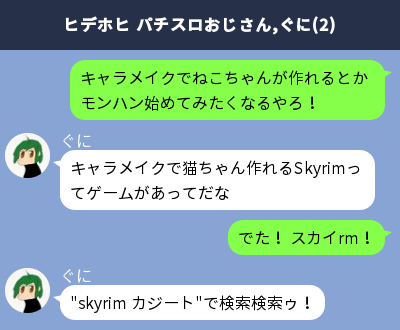 ヒデホヒ パチスロおじさん,ぐに(2)
キャラメイクでねこちゃんが作れるとか
モンハン始めてみたくなるやろ！
ぐに
キャラメイクで猫ちゃん作れるSkyrimっ
てゲームがあってだな
でた！ スカイrm！
ぐに
"skyrim カジート"で検索検索ゥ！